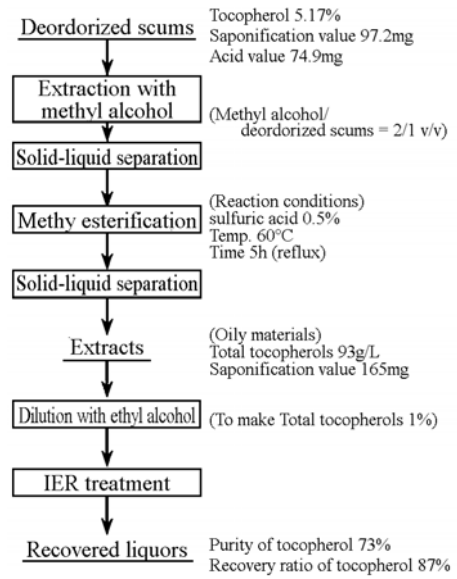 Deordorized scums
Tocopherol 5.17%
Saponification value 97.2mg
Acid value 74.9mg
Extraction with
methyl alcohol
(Methyl alcohol/
deordorized scums = 2/1 v/v)
Solid-liquid separation
Methy esterification
(Reaction conditions)
sulfuric acid 0.5%
Temp. 60°C
Time 5h (reflux)
Solid-liquid separation
Extracts
(Oily materials)
Total tocopherols 93g/L
Saponification value 165mg
Dilution with ethyl alcohol
(To make Total tocopherols 1%)
IER treatment
Recovered liquors
Purity of tocopherol 73%
Recovery ratio of tocopherol 87%